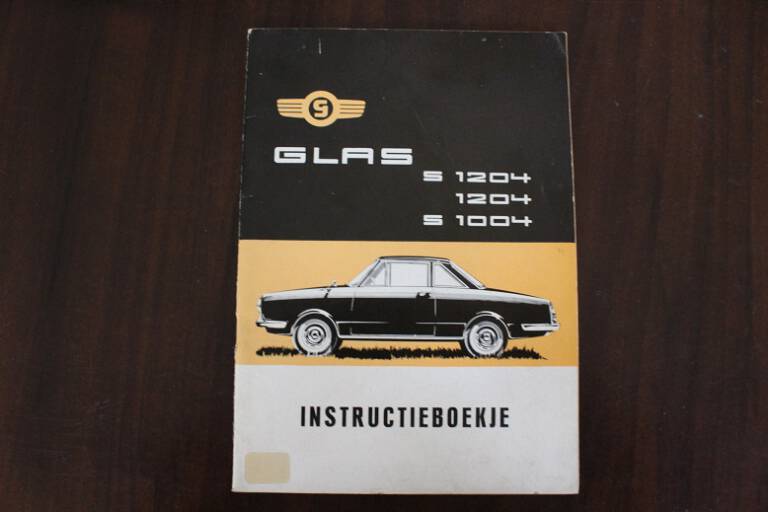 G
GLAS
S 1204
1204
S 1004
INSTRUCTIEBOEKJE